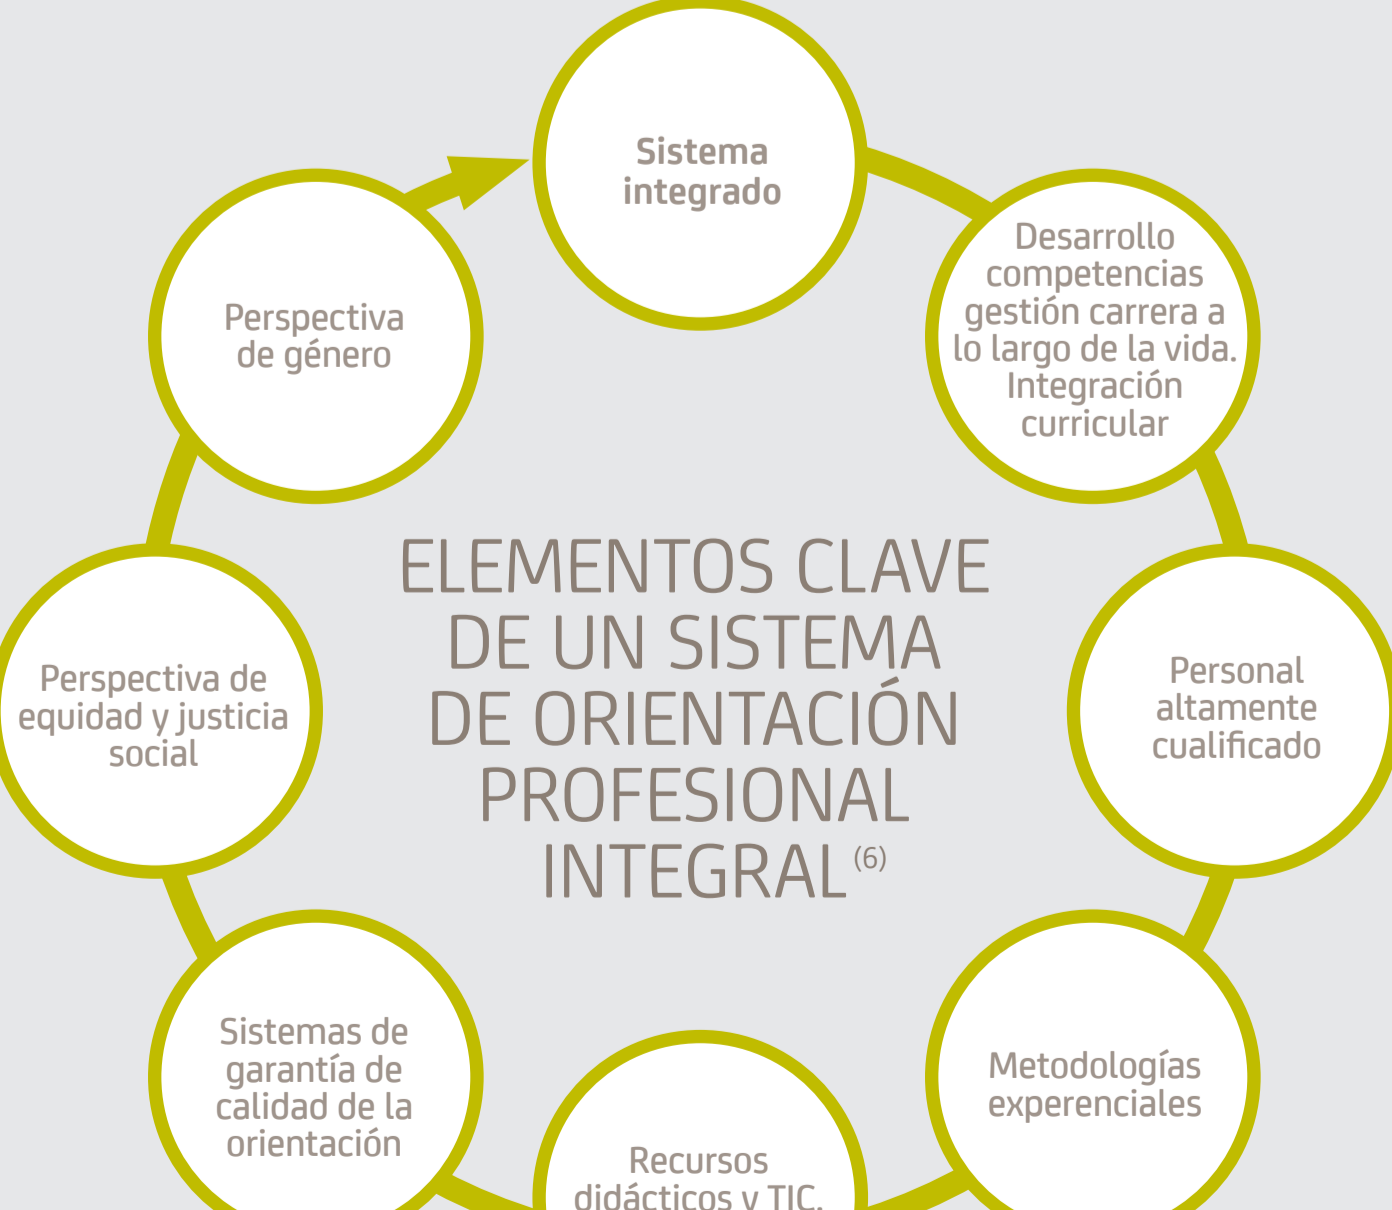 Sistema
integrado
Desarrollo
competencias
gestión carrera a
lo largo de la vida.
Integración
curricular
Personal
altamente
cualificado
Metodologías
experenciales
Recursos
didácticos y TIC.
Sistemas de
garantía de
calidad de la
orientación
Perspectiva de
equidad y justicia
social
Perspectiva
de género
ELEMENTOS CLAVE
DE UN SISTEMA
DE ORIENTACIÓN
PROFESIONAL
INTEGRAL (6)